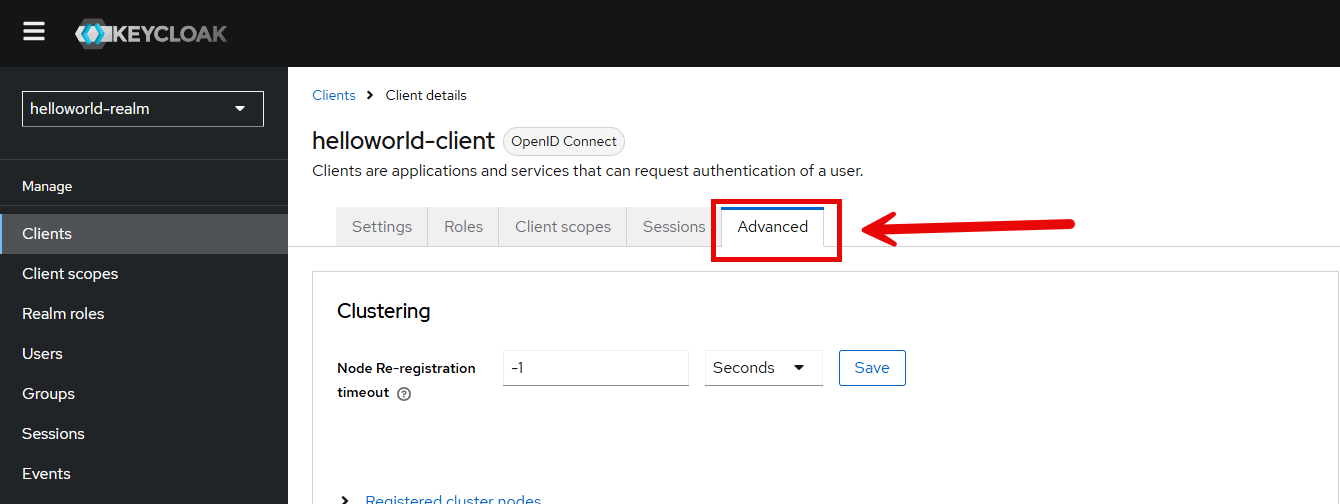 KEYCLOAK
helloworld-realm
Manage
Clients
Client scopes
Realm roles
Users
Groups
Sessions
Events
Clients Client details
helloworld-client OpenID Connect
Clients are applications and services that can request authentication of a user.
Settings Roles Client scopes Sessions Advanced
Clustering
Node Re-registration
timeout
-1 Seconds Save
Registered cluster nodes